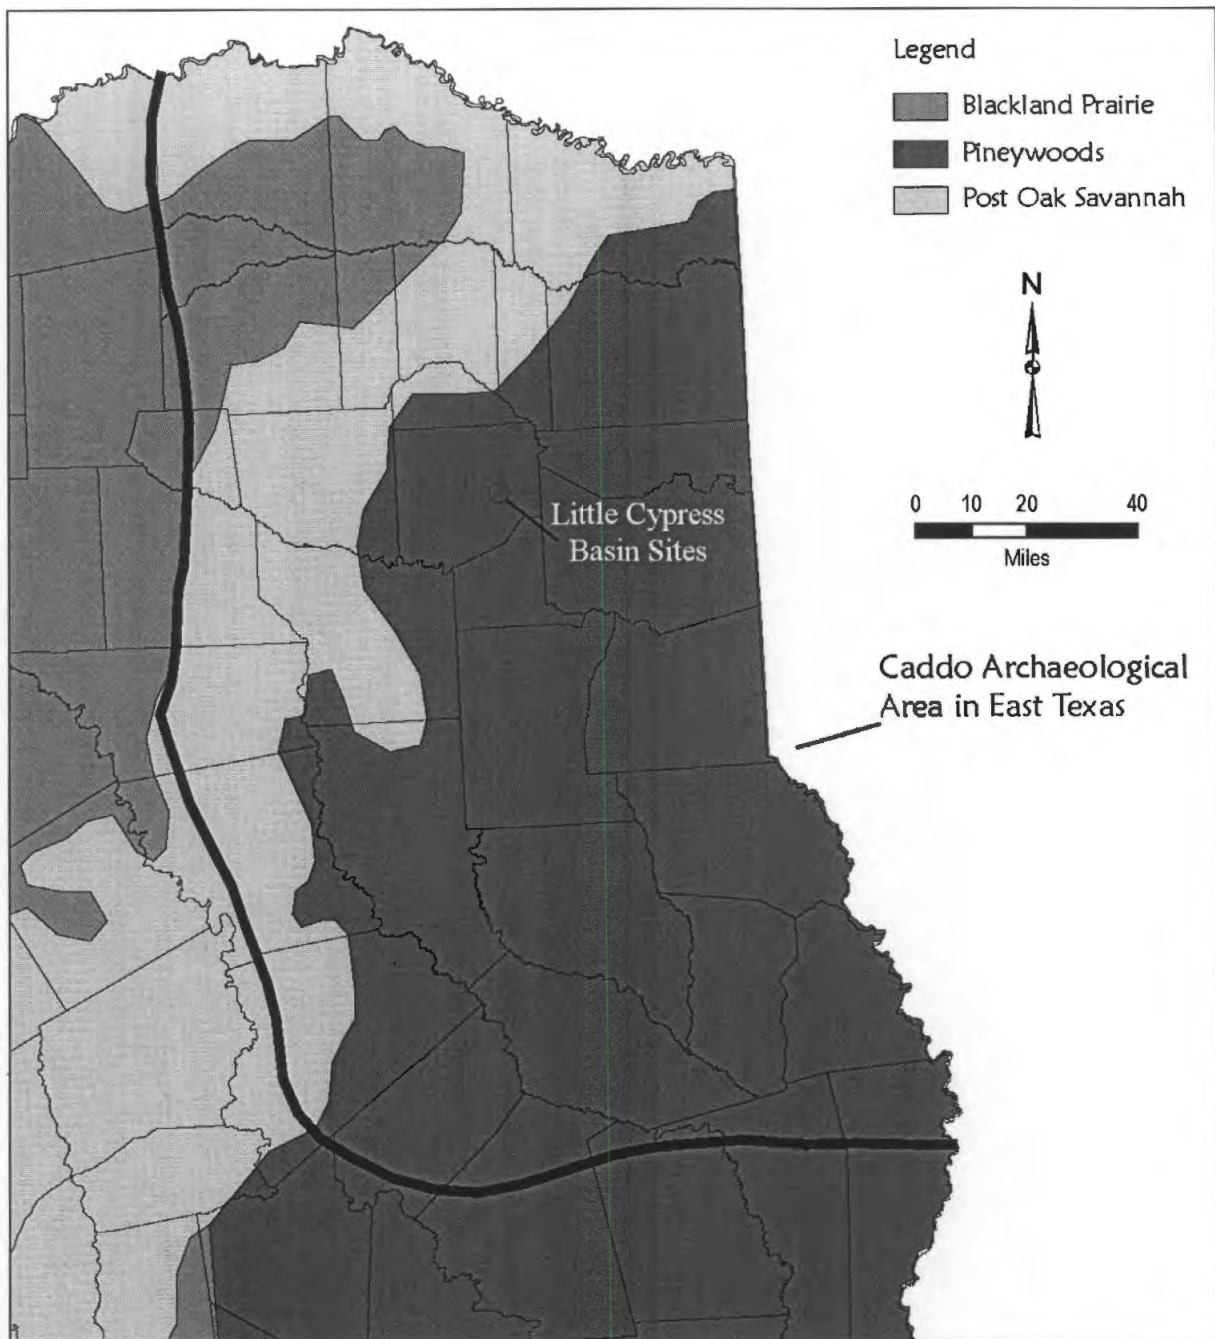 Legend
Blackland Prairie
Pineywoods
Post Oak Savannah
N
0 10 20 40
Miles
Little Cypress
Basin Sites
Caddo Archaeological
Area in East Texas